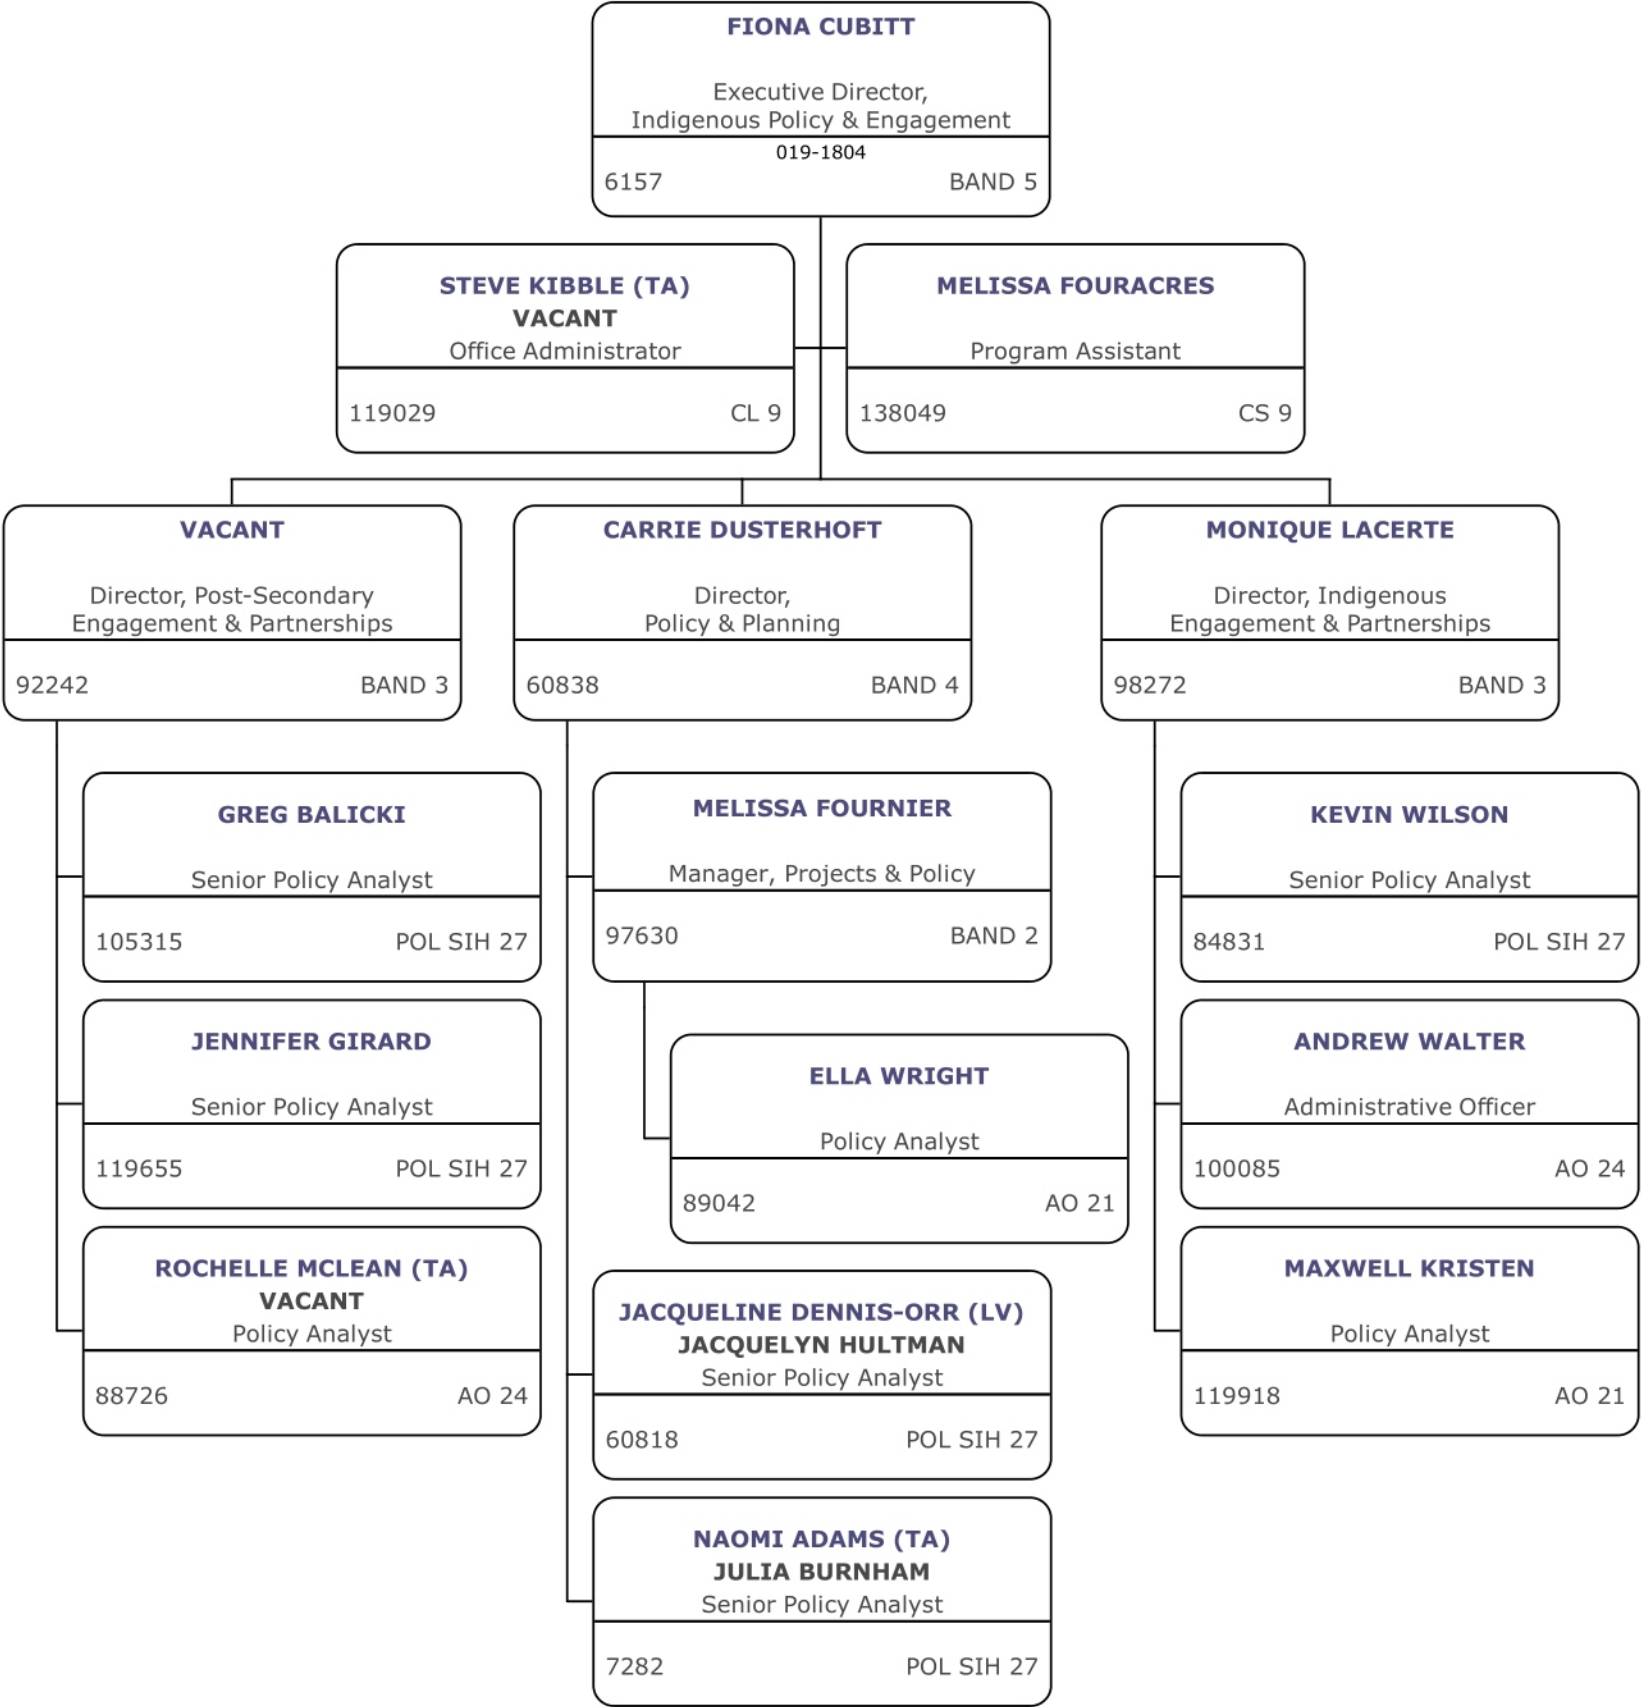 FIONA CUBITT
Executive Director,
Indigenous Policy & Engagement
019-1804
6157 BAND 5
STEVE KIBBLE (TA)
VACANT
Office Administrator
119029 CL 9
MELISSA FOURACRES
Program Assistant
138049 CS 9
VACANT
Director, Post-Secondary
Engagement & Partnerships
92242 BAND 3
CARRIE DUSTERHOFT
Director,
Policy & Planning
60838 BAND 4
MONIQUE LACERTE
Director, Indigenous
Engagement & Partnerships
98272 BAND 3
GREG BALICKI
Senior Policy Analyst
105315 POL SIH 27
JENNIFER GIRARD
Senior Policy Analyst
119655 POL SIH 27
ROCHELLE MCLEAN (TA)
VACANT
Policy Analyst
88726 AO 24
MELISSA FOURNIER
Manager, Projects & Policy
97630 BAND 2
ELLA WRIGHT
Policy Analyst
89042 AO 21
JACQUELINE DENNIS-ORR (LV)
JACQUELYN HULTMAN
Senior Policy Analyst
60818 POL SIH 27
NAOMI ADAMS (TA)
JULIA BURNHAM
Senior Policy Analyst
7282 POL SIH 27
KEVIN WILSON
Senior Policy Analyst
84831 POL SIH 27
ANDREW WALTER
Administrative Officer
100085 AO 24
MAXWELL KRISTEN
Policy Analyst
119918 AO 21